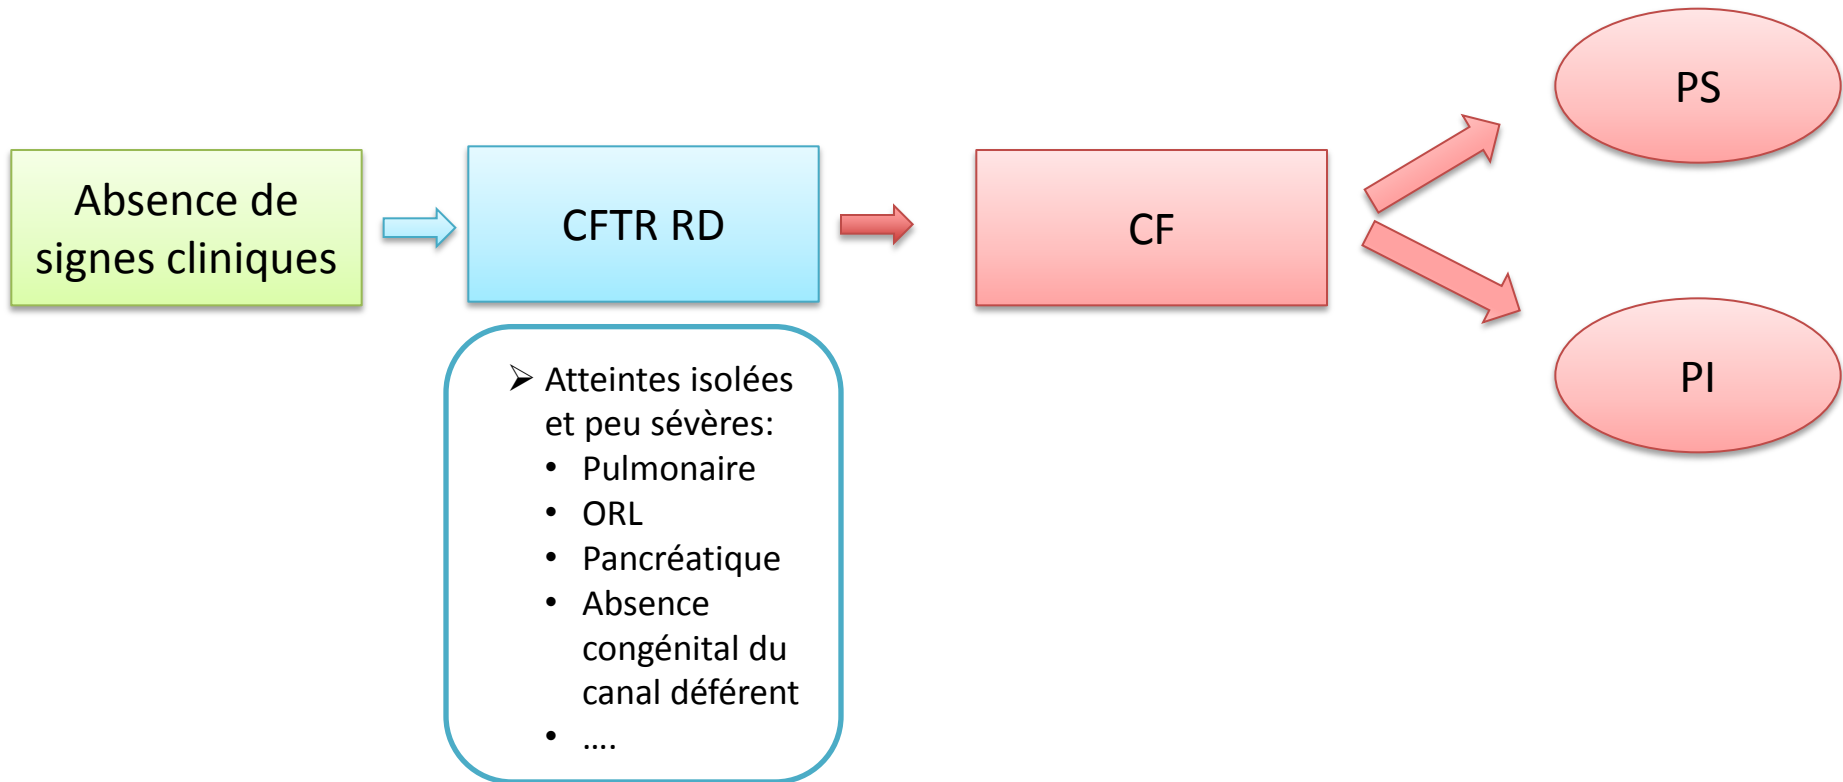 Absence de
signes cliniques
CFTR RD
CF
PS
PI
➢ Atteintes isolées
et peu sévères:
• Pulmonaire
• ORL
• Pancréatique
• Absence
congénital du
canal déférent
• ....